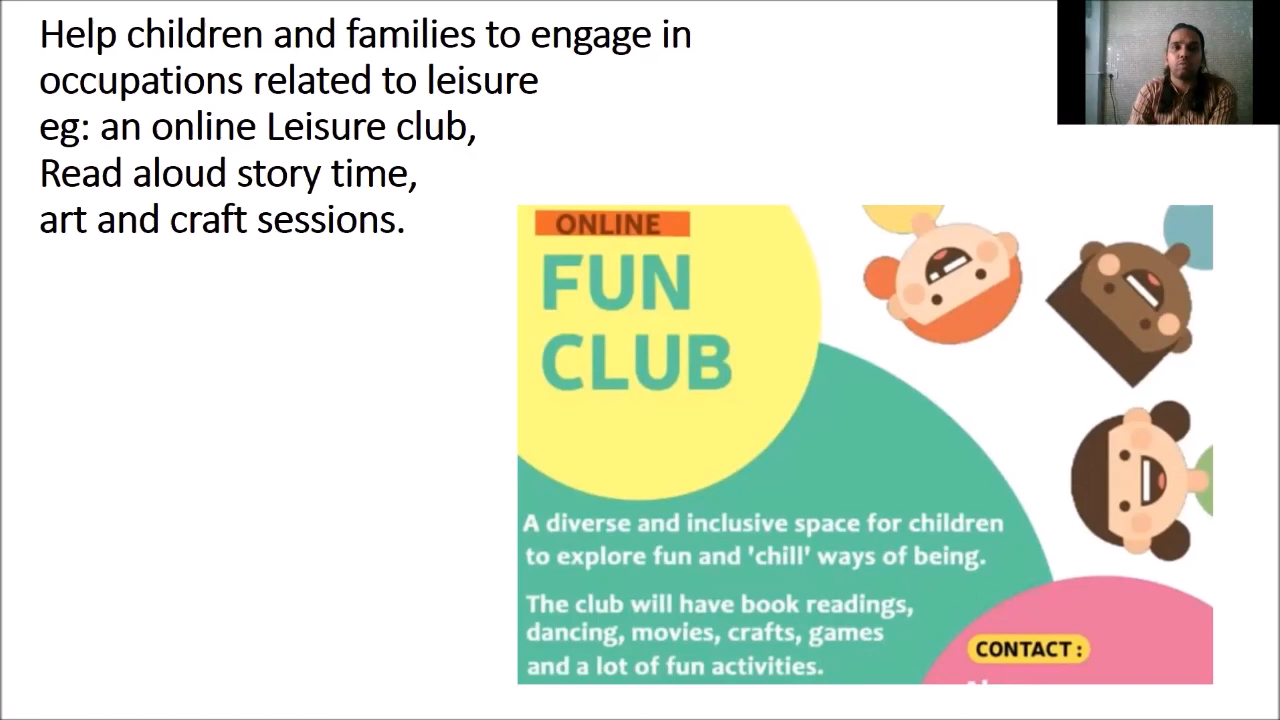 Help children and families to engage in
occupations related to leisure
eg: an online Leisure club,
Read aloud story time,
art and craft sessions.
ONLINE
FUN
CLUB
A diverse and inclusive space for children
to explore fun and 'chill' ways of being.
The club will have book readings,
dancing, movies, crafts, games
and a lot of fun activities.
CONTACT :